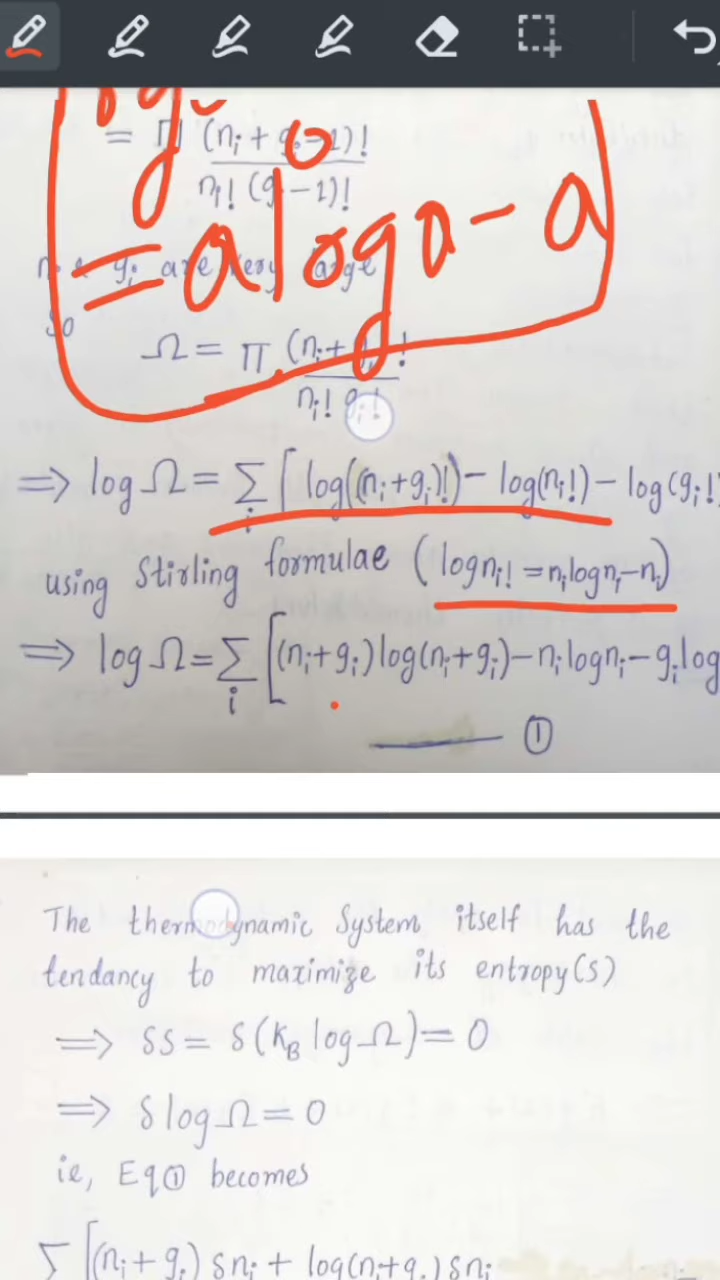 log
= Π (nᵢ + gᵢ - 1)!
nᵢ! (gᵢ - 1)!
= a log a - a
gᵢ are very large
So
Ω = Π (nᵢ + gᵢ)!
nᵢ! gᵢ!
⇒ log Ω = Σᵢ [ log((nᵢ+gᵢ)!) - log(nᵢ!) - log(gᵢ!)
using Stirling formulae (log nᵢ! = nᵢ log nᵢ - nᵢ)
⇒ log Ω = Σᵢ [(nᵢ+gᵢ) log(nᵢ+gᵢ) - nᵢ log nᵢ - gᵢ log
①
The thermodynamic System itself has the
tendancy to maximize its entropy(S)
⇒ δS = δ(K_B log Ω) = 0
⇒ δ log Ω = 0
ie, Eq① becomes
Σ [(nᵢ + gᵢ) δnᵢ + log(nᵢ+gᵢ) δnᵢ